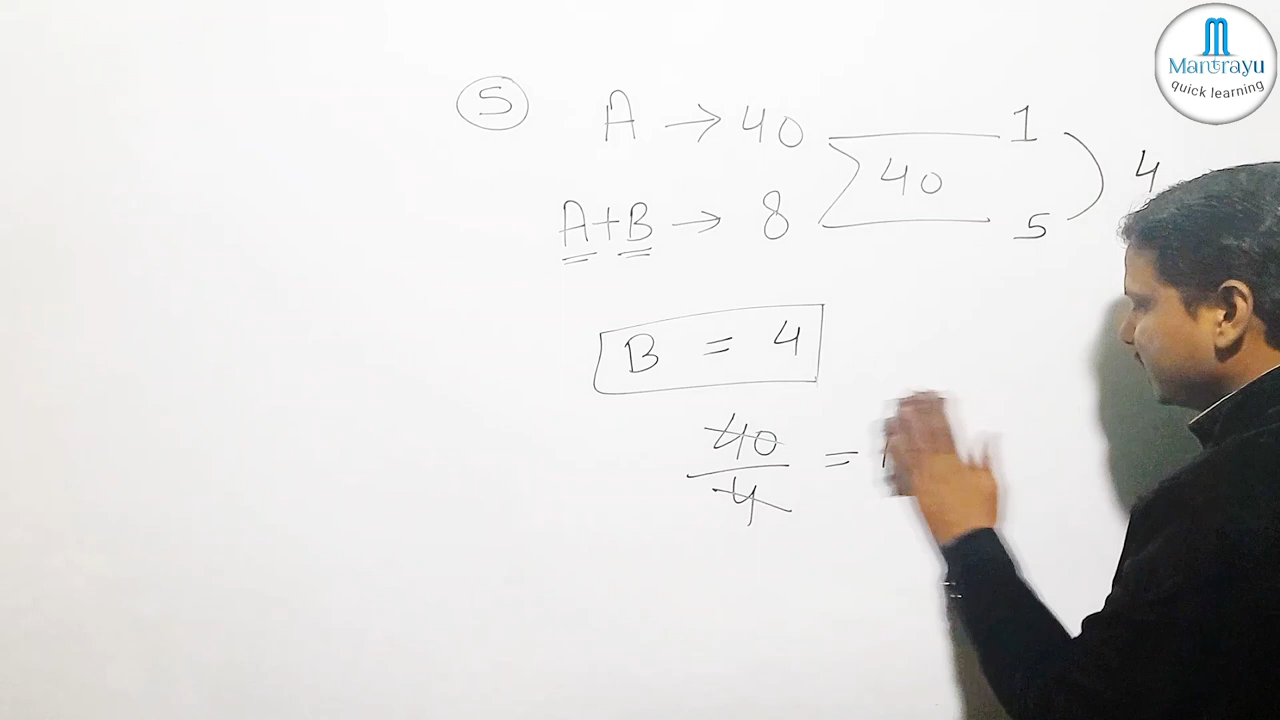 Mantrayu
quick learning
5
A → 40
1
40
4
A+B → 8
5
B = 4
40
4
=